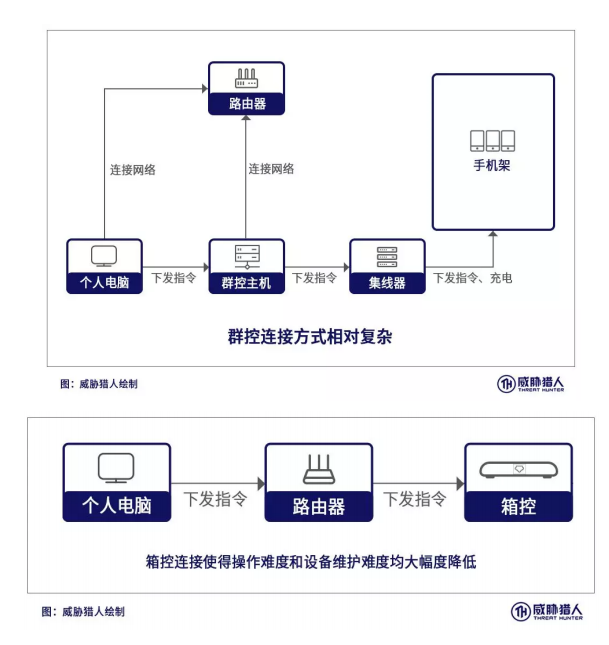 路由器
连接网络
连接网络
手机架
个人电脑
下发指令
群控主机
下发指令
集线器
下发指令、充电
群控连接方式相对复杂
图：威胁猎人绘制
TH 威胁猎人
THREAT HUNTER
个人电脑
下发指令
路由器
下发指令
箱控
箱控连接使得操作难度和设备维护难度均大幅度降低
图：威胁猎人绘制
TH 威胁猎人
THREAT HUNTER